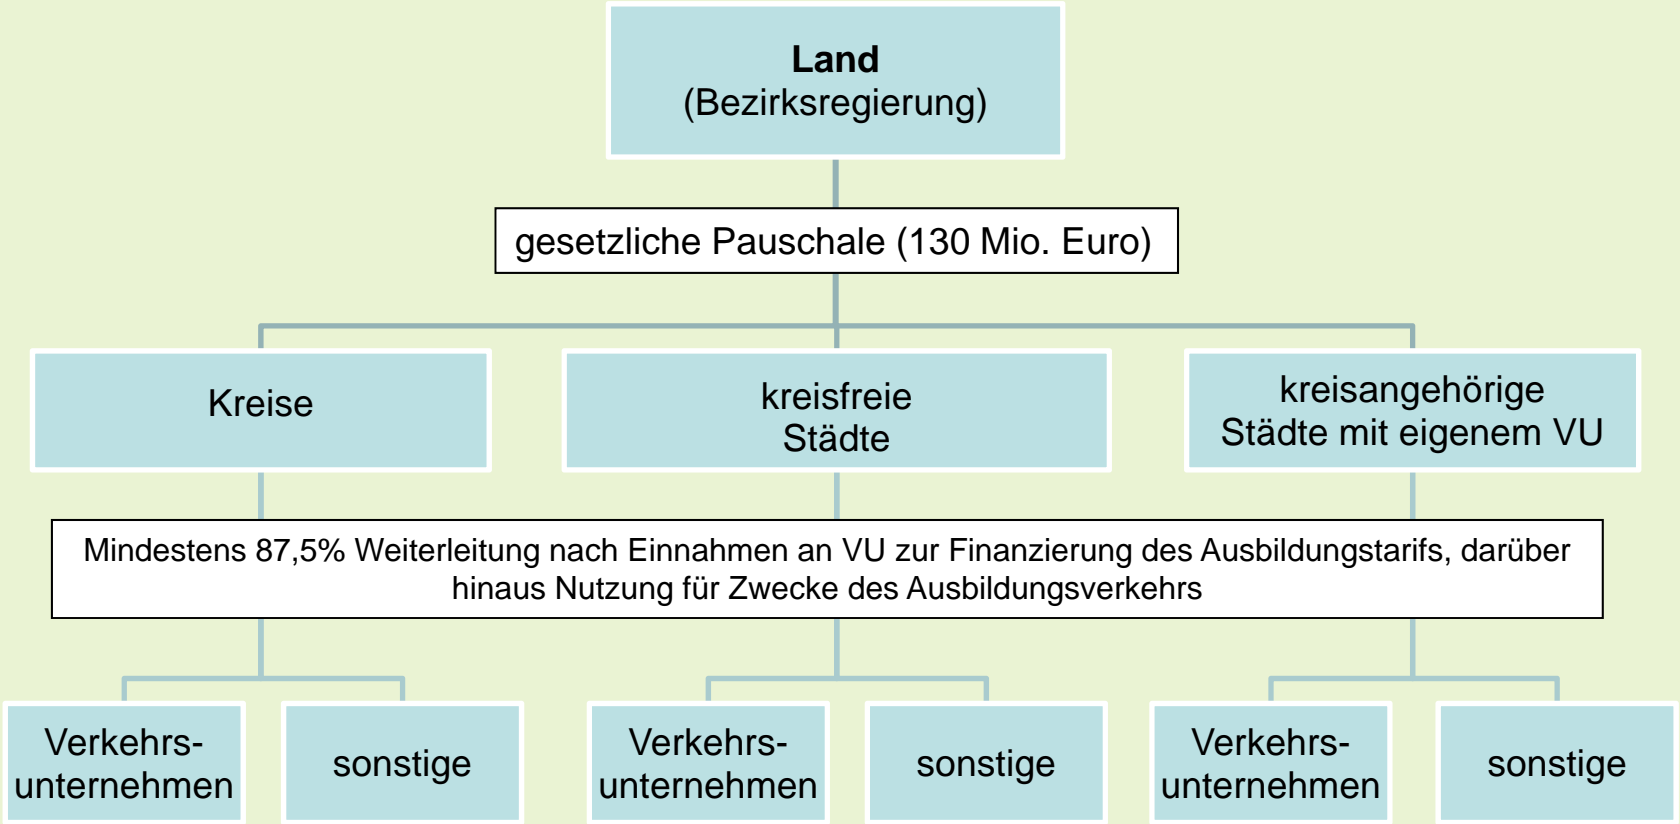 Land
(Bezirksregierung)
gesetzliche Pauschale (130 Mio. Euro)
Kreise
kreisfreie
Städte
kreisangehörige
Städte mit eigenem VU
Mindestens 87,5% Weiterleitung nach Einnahmen an VU zur Finanzierung des Ausbildungstarifs, darüber
hinaus Nutzung für Zwecke des Ausbildungsverkehrs
Verkehrs-
unternehmen
sonstige
Verkehrs-
unternehmen
sonstige
Verkehrs-
unternehmen
sonstige